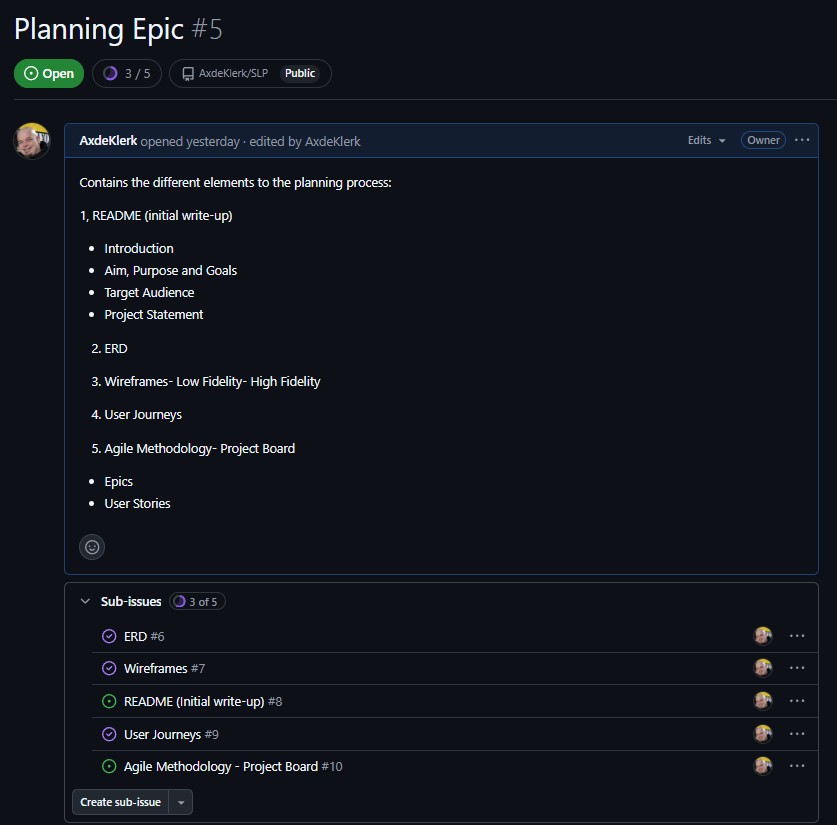 Planning Epic #5
Open 3 / 5 AxdeKlerk/SLP Public
AxdeKlerk opened yesterday · edited by AxdeKlerk Edits Owner
Contains the different elements to the planning process:
1, README (initial write-up)
• Introduction
• Aim, Purpose and Goals
• Target Audience
• Project Statement
2. ERD
3. Wireframes- Low Fidelity- High Fidelity
4. User Journeys
5. Agile Methodology- Project Board
• Epics
• User Stories
Sub-issues 3 of 5
ERD #6
Wireframes #7
README (Initial write-up) #8
User Journeys #9
Agile Methodology - Project Board #10
Create sub-issue